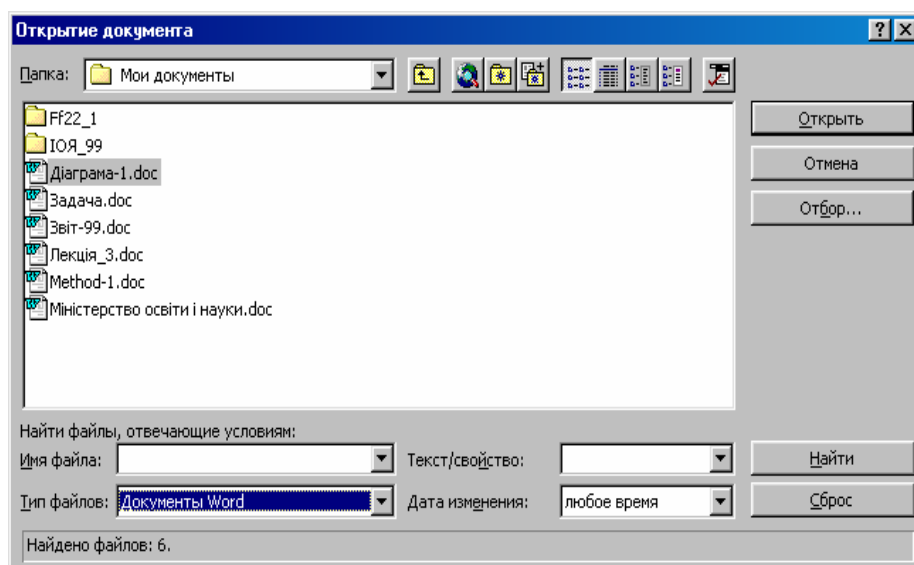 Открытие документа
Папка: Мои документы
Ff22_1
ІОЯ_99
Діаграма-1.doc
Задача.doc
Звіт-99.doc
Лекція_3.doc
Method-1.doc
Міністерство освіти і науки.doc
Открыть
Отмена
Отбор...
Найти файлы, отвечающие условиям:
Имя файла: Текст/свойство: Найти
Тип файлов: Документы Word Дата изменения: любое время Сброс
Найдено файлов: 6.